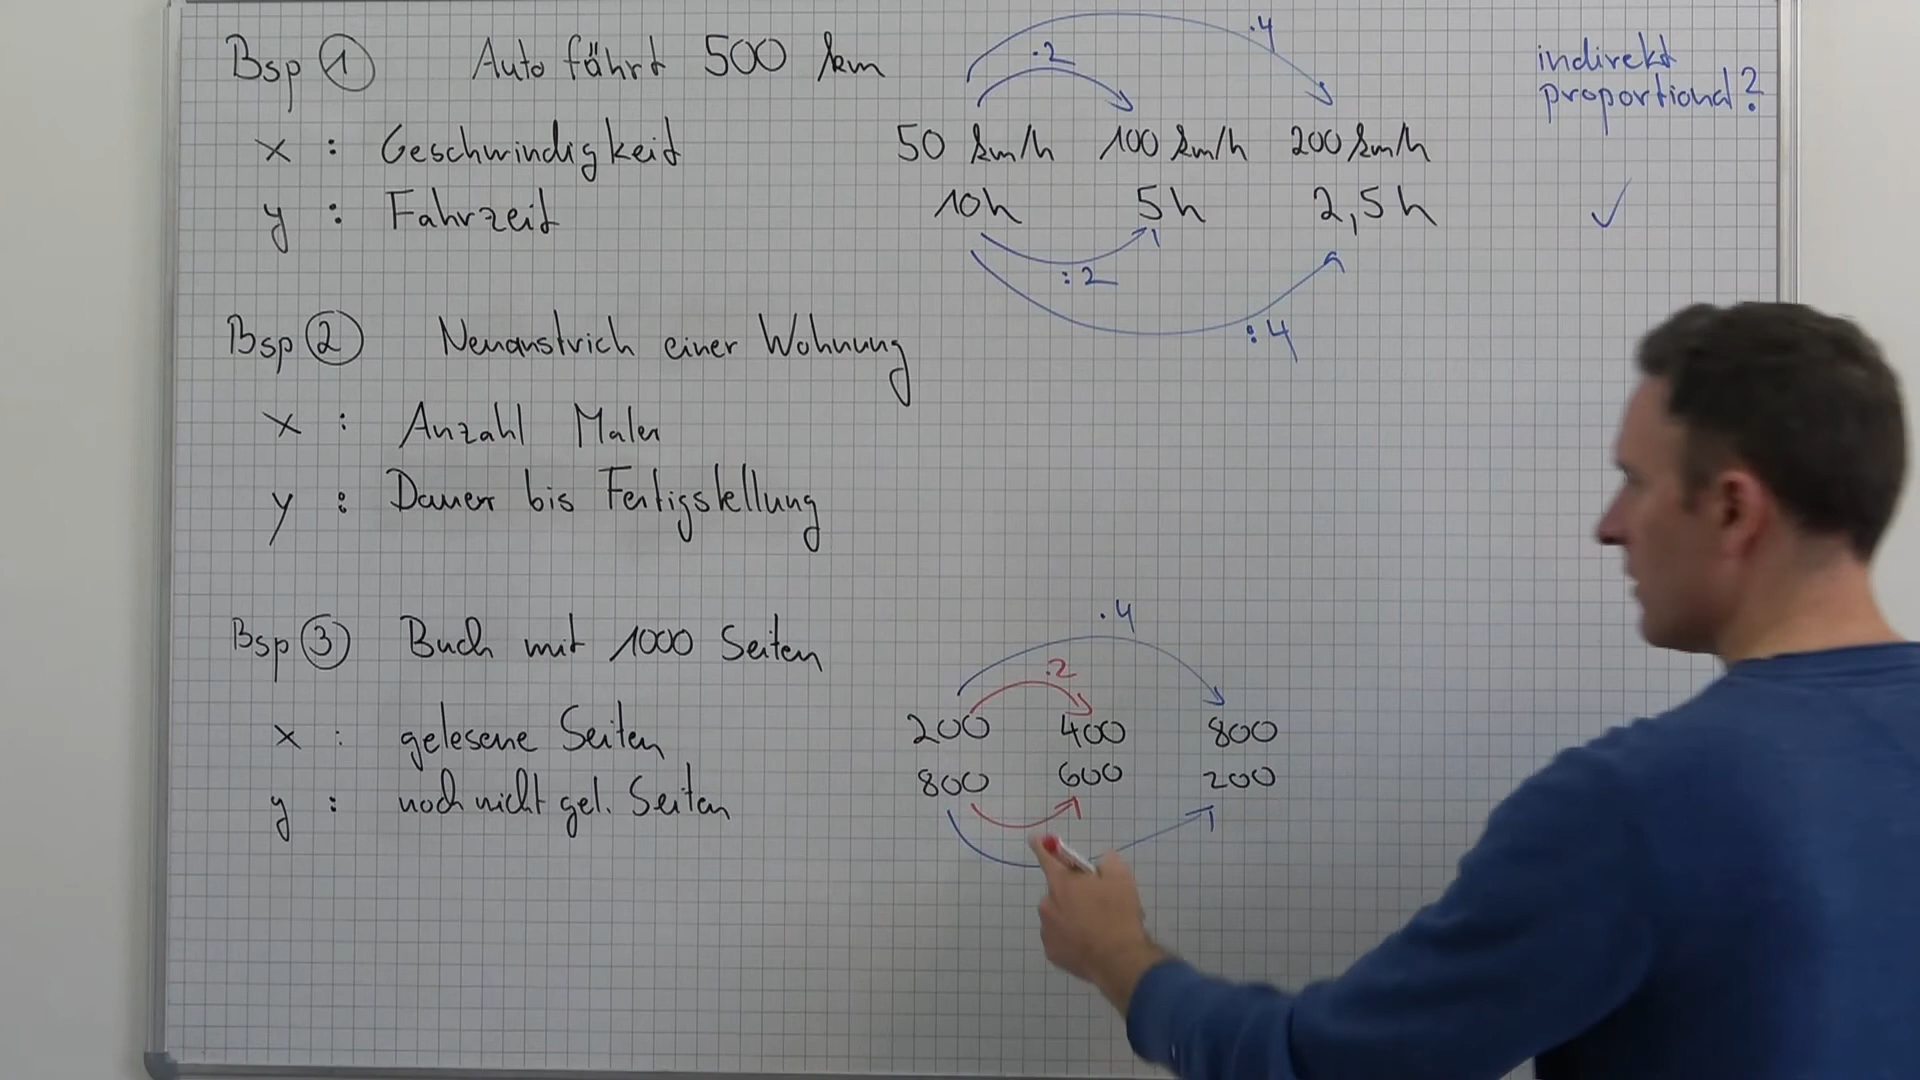 Bsp ① Auto fährt 500 km
·2
·4
indirekt
proportional?
x : Geschwindigkeit 50 km/h 100 km/h 200 km/h
y : Fahrzeit 10h 5h 2,5h ✓
:2
:4
Bsp ② Neuanstrich einer Wohnung
x : Anzahl Maler
y : Dauer bis Fertigstellung
Bsp ③ Buch mit 1000 Seiten
·4
·2
x : gelesene Seiten 200 400 800
y : noch nicht gel. Seiten 800 600 200